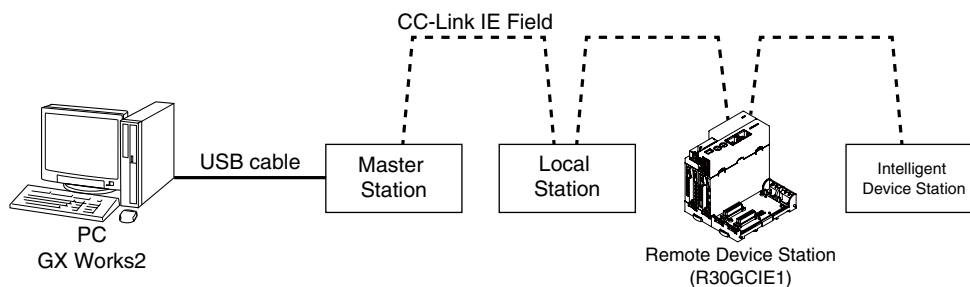 CC-Link IE Field
USB cable
Master
Station
Local
Station
Intelligent
Device Station
PC
GX Works2
Remote Device Station
(R30GCIE1)